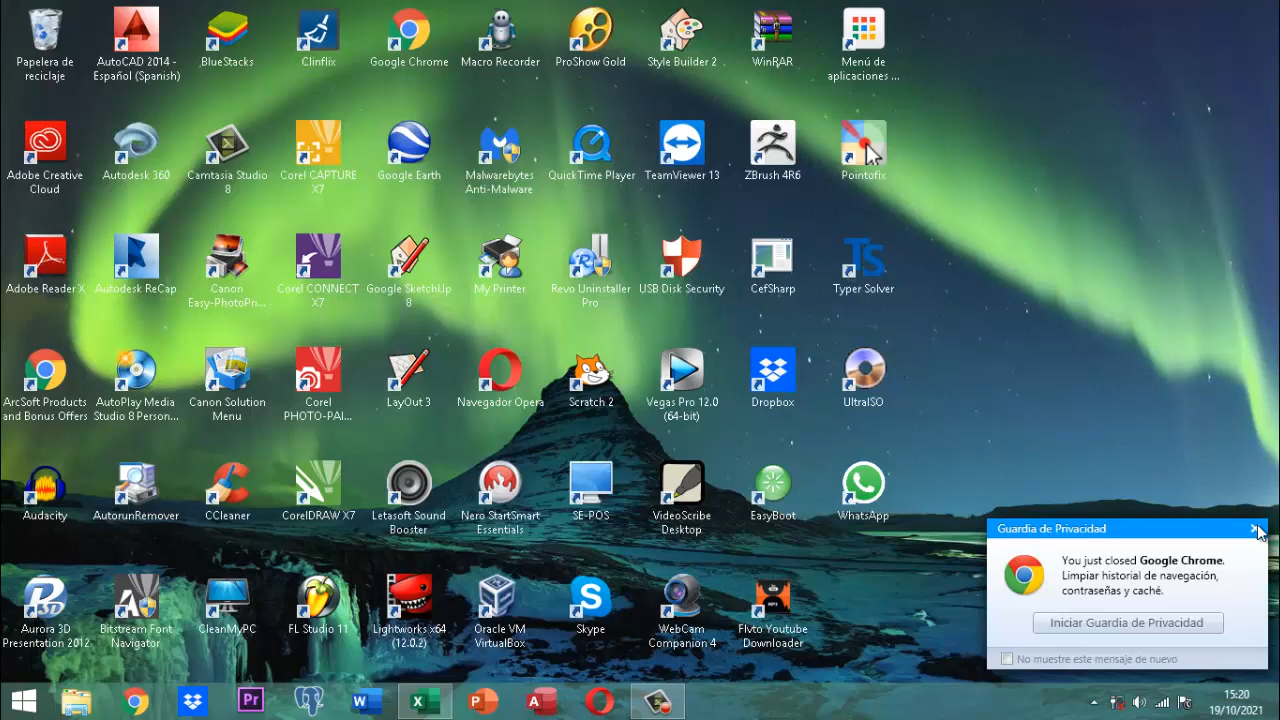 Papelera de
reciclaje
AutoCAD 2014 -
Español (Spanish)
BlueStacks
Clinflix
Google Chrome
Macro Recorder
ProShow Gold
Style Builder 2
WinRAR
Menú de
aplicaciones ...
Adobe Creative
Cloud
Autodesk 360
Camtasia Studio
8
Corel CAPTURE
X7
Google Earth
Malwarebytes
Anti-Malware
QuickTime Player
TeamViewer 13
ZBrush 4R6
Pointofix
Adobe Reader X
Autodesk ReCap
Canon
Easy-PhotoPrin...
Corel CONNECT
X7
Google SketchUp
8
My Printer
Revo Uninstaller
Pro
USB Disk Security
CefSharp
TS
Typer Solver
ArcSoft Products
and Bonus Offers
AutoPlay Media
Studio 8 Person...
Canon Solution
Menu
Corel
PHOTO-PAI...
LayOut 3
Navegador Opera
Scratch 2
Vegas Pro 12.0
(64-bit)
Dropbox
UltraISO
Audacity
AutorunRemover
CCleaner
CorelDRAW X7
Letasoft Sound
Booster
Nero StartSmart
Essentials
SE-POS
VideoScribe
Desktop
EasyBoot
WhatsApp
Aurora 3D
Presentation 2012
Bitstream Font
Navigator
CleanMyPC
FL Studio 11
Lightworks x64
(12.0.2)
Oracle VM
VirtualBox
Skype
WebCam
Companion 4
Flvto Youtube
Downloader
Guardia de Privacidad
You just closed Google Chrome.
Limpiar historial de navegación,
contraseñas y caché.
Iniciar Guardia de Privacidad
No muestre este mensaje de nuevo
Pr
15:20
19/10/2021